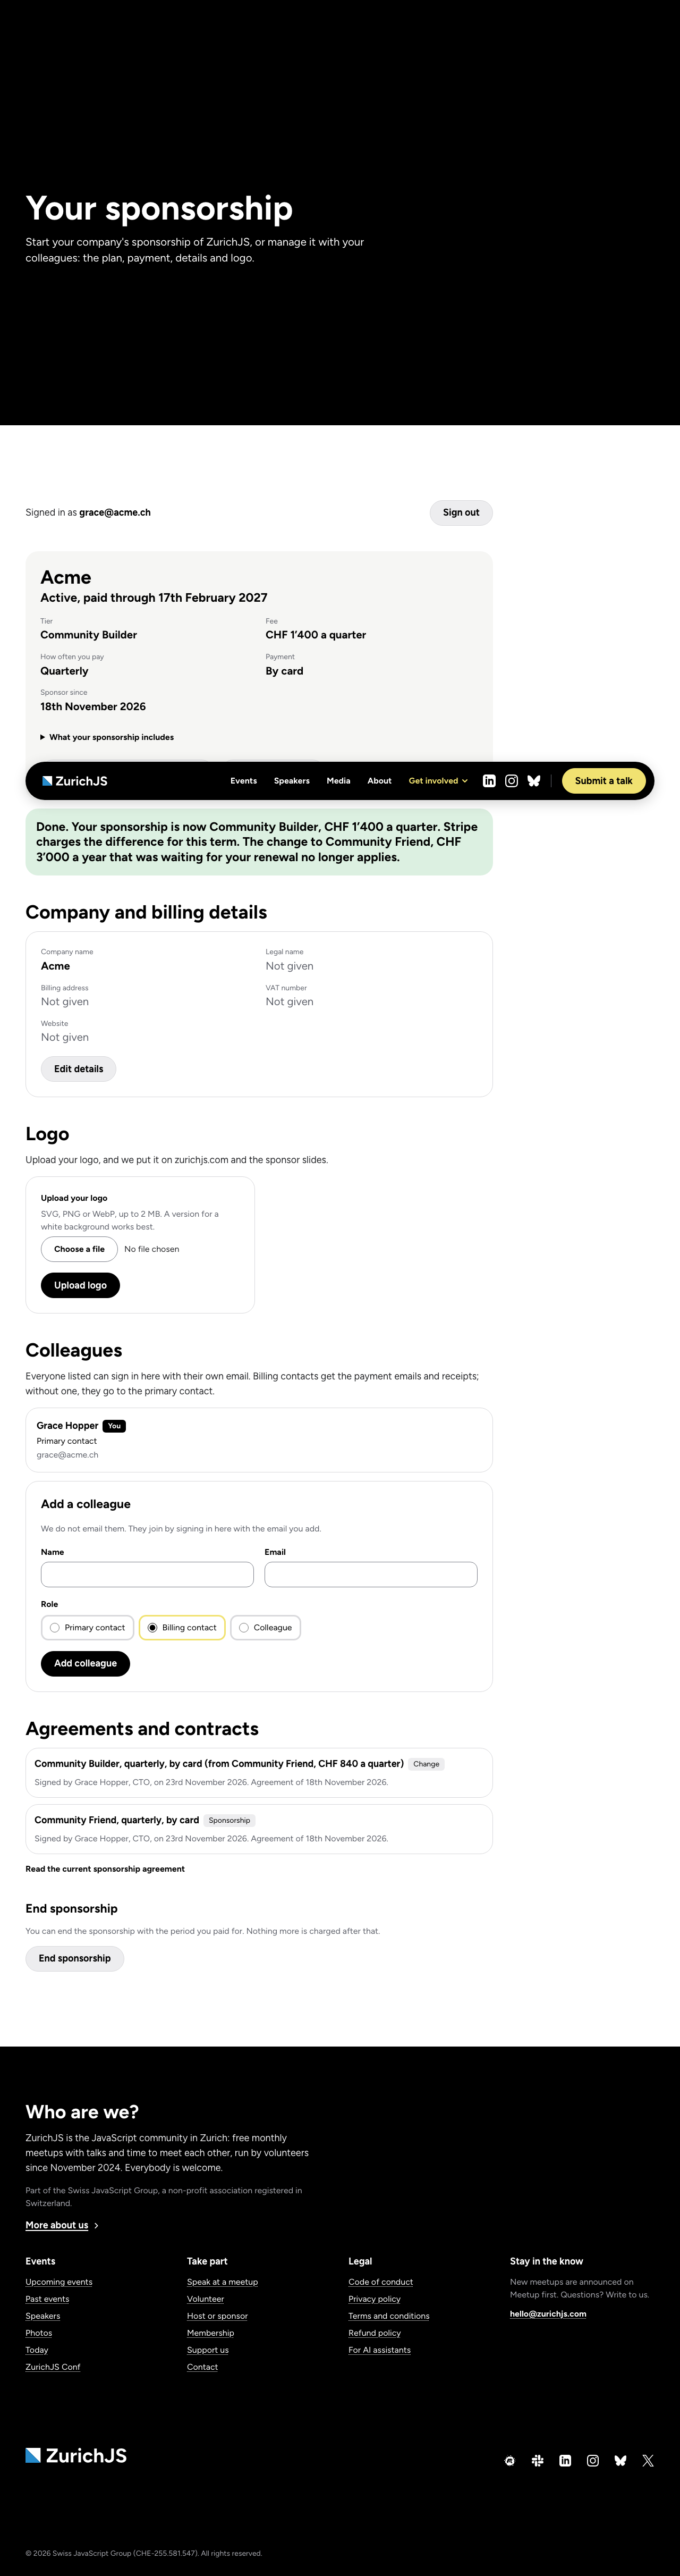 Your sponsorship
Start your company's sponsorship of ZurichJS, or manage it with your
colleagues: the plan, payment, details and logo.
Signed in as grace@acme.ch
Sign out
Acme
Active, paid through 17th February 2027
Tier
Fee
Community Builder
CHF 1’400 a quarter
How often you pay
Payment
Quarterly
By card
Sponsor since
18th November 2026
What your sponsorship includes
ZurichJS
Events
Speakers
Media
About
Get involved
Submit a talk
Done. Your sponsorship is now Community Builder, CHF 1’400 a quarter. Stripe
charges the difference for this term. The change to Community Friend, CHF
3’000 a year that was waiting for your renewal no longer applies.
Company and billing details
Company name
Legal name
Acme
Not given
Billing address
VAT number
Not given
Not given
Website
Not given
Edit details
Logo
Upload your logo, and we put it on zurichjs.com and the sponsor slides.
Upload your logo
SVG, PNG or WebP, up to 2 MB. A version for a
white background works best.
Choose a file
No file chosen
Upload logo
Colleagues
Everyone listed can sign in here with their own email. Billing contacts get the payment emails and receipts;
without one, they go to the primary contact.
Grace Hopper You
Primary contact
grace@acme.ch
Add a colleague
We do not email them. They join by signing in here with the email you add.
Name
Email
Role
Primary contact
Billing contact
Colleague
Add colleague
Agreements and contracts
Community Builder, quarterly, by card (from Community Friend, CHF 840 a quarter) Change
Signed by Grace Hopper, CTO, on 23rd November 2026. Agreement of 18th November 2026.
Community Friend, quarterly, by card Sponsorship
Signed by Grace Hopper, CTO, on 23rd November 2026. Agreement of 18th November 2026.
Read the current sponsorship agreement
End sponsorship
You can end the sponsorship with the period you paid for. Nothing more is charged after that.
End sponsorship
Who are we?
ZurichJS is the JavaScript community in Zurich: free monthly
meetups with talks and time to meet each other, run by volunteers
since November 2024. Everybody is welcome.
Part of the Swiss JavaScript Group, a non-profit association registered in
Switzerland.
More about us
Events
Upcoming events
Past events
Speakers
Photos
Today
ZurichJS Conf
Take part
Speak at a meetup
Volunteer
Host or sponsor
Membership
Support us
Contact
Legal
Code of conduct
Privacy policy
Terms and conditions
Refund policy
For AI assistants
Stay in the know
New meetups are announced on
Meetup first. Questions? Write to us.
hello@zurichjs.com
ZurichJS
© 2026 Swiss JavaScript Group (CHE-255.581.547). All rights reserved.